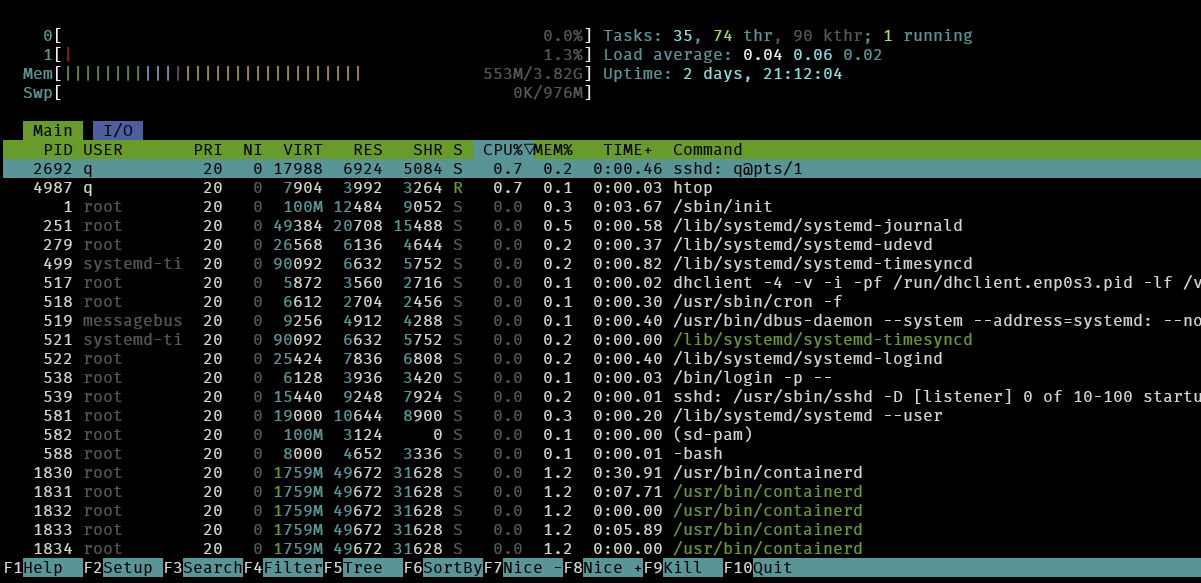 0[ 0.0%] Tasks: 35, 74 thr, 90 kthr; 1 running
1[| 1.3%] Load average: 0.04 0.06 0.02
Mem[|||||||||||||||||||||||||||||| 553M/3.82G] Uptime: 2 days, 21:12:04
Swp[ 0K/976M]
Main I/O
PID USER PRI NI VIRT RES SHR S CPU%▽MEM% TIME+ Command
2692 q 20 0 17988 6924 5084 S 0.7 0.2 0:00.46 sshd: q@pts/1
4987 q 20 0 7904 3992 3264 R 0.7 0.1 0:00.03 htop
1 root 20 0 100M 12484 9052 S 0.0 0.3 0:03.67 /sbin/init
251 root 20 0 49384 20708 15488 S 0.0 0.5 0:00.58 /lib/systemd/systemd-journald
279 root 20 0 26568 6136 4644 S 0.0 0.2 0:00.37 /lib/systemd/systemd-udevd
499 systemd-ti 20 0 90092 6632 5752 S 0.0 0.2 0:00.82 /lib/systemd/systemd-timesyncd
517 root 20 0 5872 3560 2716 S 0.0 0.1 0:00.02 dhclient -4 -v -i -pf /run/dhclient.enp0s3.pid -lf /v
518 root 20 0 6612 2704 2456 S 0.0 0.1 0:00.30 /usr/sbin/cron -f
519 messagebus 20 0 9256 4912 4288 S 0.0 0.1 0:00.40 /usr/bin/dbus-daemon --system --address=systemd: --no
521 systemd-ti 20 0 90092 6632 5752 S 0.0 0.2 0:00.00 /lib/systemd/systemd-timesyncd
522 root 20 0 25424 7836 6808 S 0.0 0.2 0:00.40 /lib/systemd/systemd-logind
538 root 20 0 6128 3936 3420 S 0.0 0.1 0:00.03 /bin/login -p --
539 root 20 0 15440 9248 7924 S 0.0 0.2 0:00.01 sshd: /usr/sbin/sshd -D [listener] 0 of 10-100 startu
581 root 20 0 19000 10644 8900 S 0.0 0.3 0:00.20 /lib/systemd/systemd --user
582 root 20 0 100M 3124 0 S 0.0 0.1 0:00.00 (sd-pam)
588 root 20 0 8000 4652 3336 S 0.0 0.1 0:00.01 -bash
1830 root 20 0 1759M 49672 31628 S 0.0 1.2 0:30.91 /usr/bin/containerd
1831 root 20 0 1759M 49672 31628 S 0.0 1.2 0:07.71 /usr/bin/containerd
1832 root 20 0 1759M 49672 31628 S 0.0 1.2 0:00.00 /usr/bin/containerd
1833 root 20 0 1759M 49672 31628 S 0.0 1.2 0:05.89 /usr/bin/containerd
1834 root 20 0 1759M 49672 31628 S 0.0 1.2 0:00.00 /usr/bin/containerd
F1Help F2Setup F3SearchF4FilterF5Tree F6SortByF7Nice -F8Nice +F9Kill F10Quit